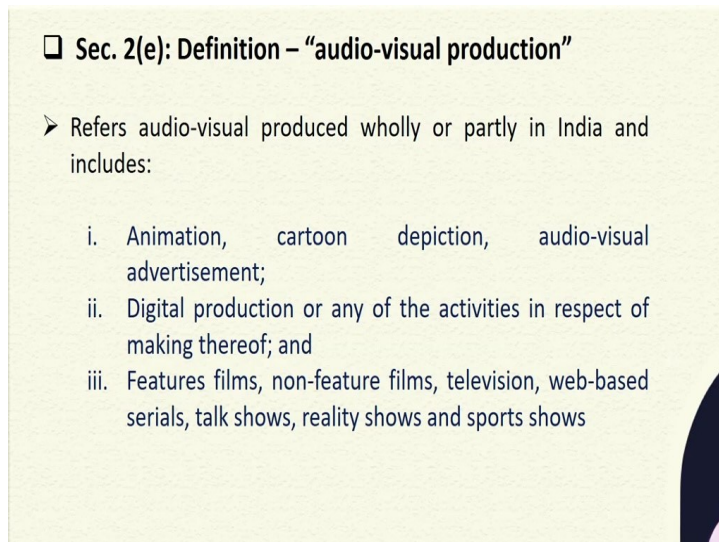 ❑ Sec. 2(e): Definition – “audio-visual production”
➢ Refers audio-visual produced wholly or partly in India and
includes:
i. Animation, cartoon depiction, audio-visual
advertisement;
ii. Digital production or any of the activities in respect of
making thereof; and
iii. Features films, non-feature films, television, web-based
serials, talk shows, reality shows and sports shows